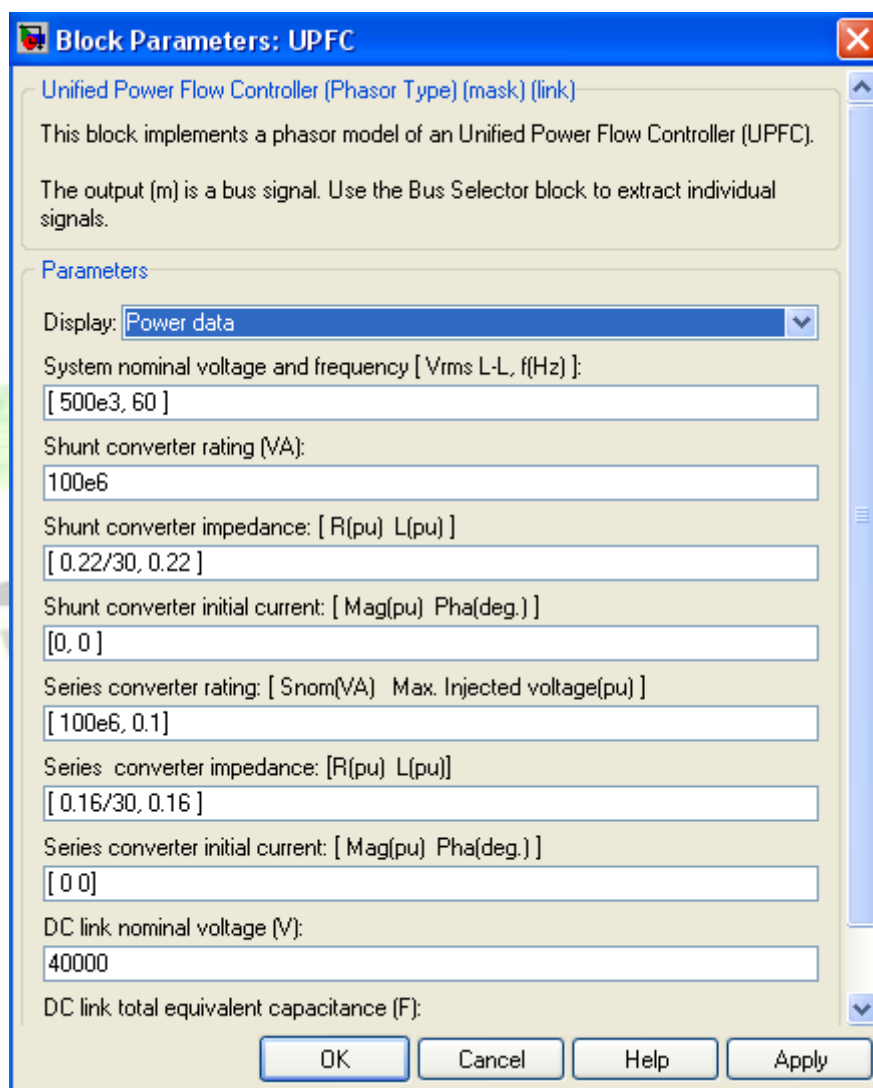 Block Parameters: UPFC
Unified Power Flow Controller (Phasor Type) (mask) (link)
This block implements a phasor model of an Unified Power Flow Controller (UPFC).
The output (m) is a bus signal. Use the Bus Selector block to extract individual
signals.
Parameters
Display: Power data
System nominal voltage and frequency [ Vrms L-L, f(Hz) ]:
[ 500e3, 60 ]
Shunt converter rating (VA):
100e6
Shunt converter impedance: [ R(pu) L(pu) ]
[ 0.22/30, 0.22 ]
Shunt converter initial current: [ Mag(pu) Pha(deg.) ]
[0, 0 ]
Series converter rating: [ Snom(VA) Max. Injected voltage(pu) ]
[ 100e6, 0.1]
Series converter impedance: [R(pu) L(pu)]
[ 0.16/30, 0.16 ]
Series converter initial current: [ Mag(pu) Pha(deg.) ]
[ 0 0]
DC link nominal voltage (V):
40000
DC link total equivalent capacitance (F):
OK Cancel Help Apply